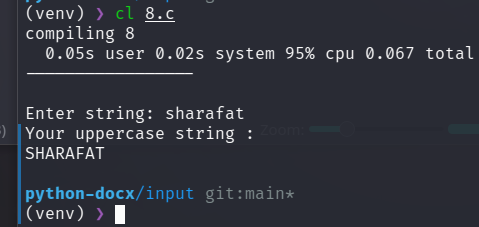 (venv) ❯ cl 8.c
compiling 8
0.05s user 0.02s system 95% cpu 0.067 total
-----------------
Enter string: sharafat
Your uppercase string :
Zoom:
SHARAFAT
python-docx/input git:main*
(venv) ❯